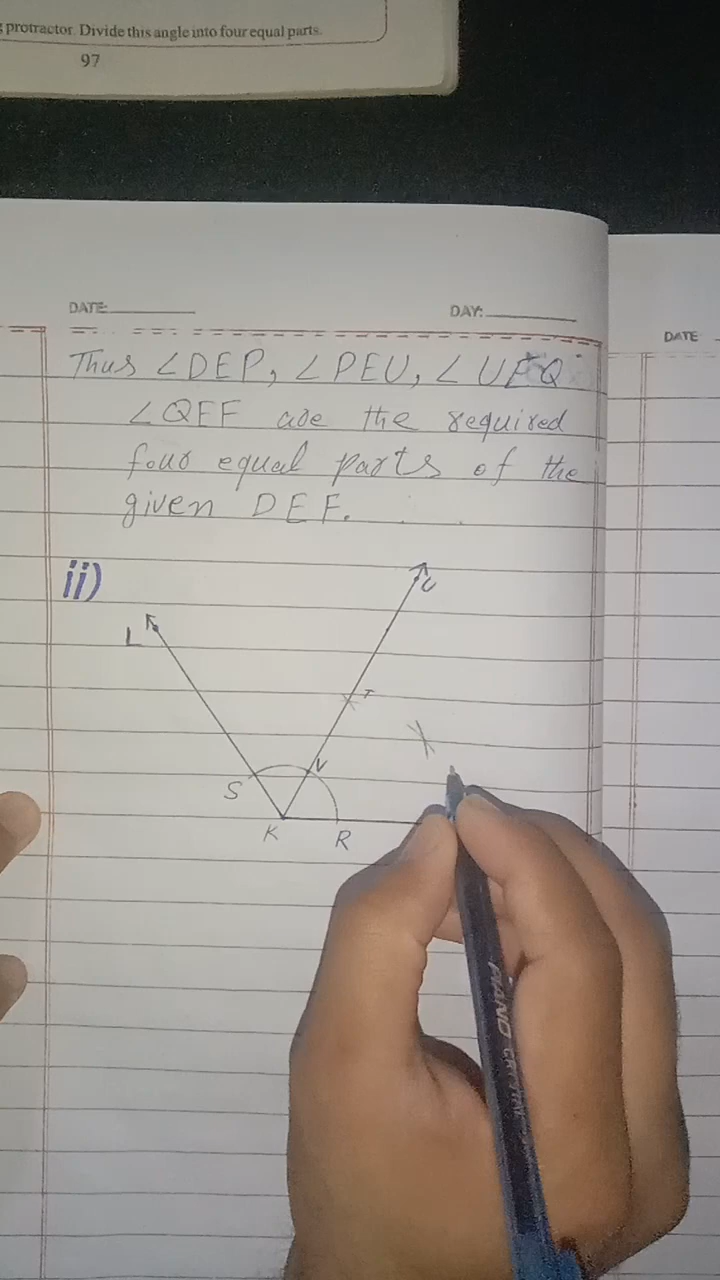 protractor. Divide this angle into four equal parts.
97
DATE:
DAY:
DATE
Thus ∠DEP, ∠PEU, ∠UEQ
∠QEF are the required
four equal parts of the
given DEF.
ii)
L
U
T
S
V
K
R
PIANO